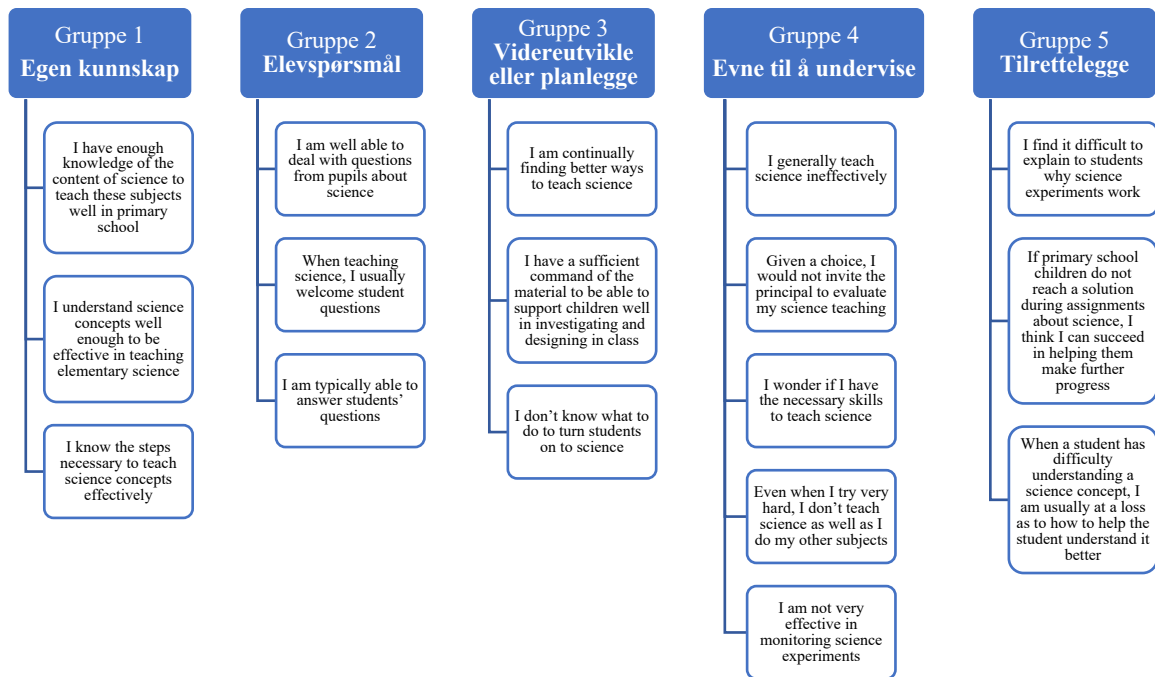 Gruppe 1
Egen kunnskap
I have enough
knowledge of the
content of science to
teach these subjects
well in primary
school
I understand science
concepts well
enough to be
effective in teaching
elementary science
I know the steps
necessary to teach
science concepts
effectively
Gruppe 2
Elevspørsmål
I am well able to
deal with questions
from pupils about
science
When teaching
science, I usually
welcome student
questions
I am typically able to
answer students’
questions
Gruppe 3
Videreutvikle
eller planlegge
I am continually
finding better ways
to teach science
I have a sufficient
command of the
material to be able to
support children well
in investigating and
designing in class
I don’t know what to
do to turn students
on to science
Gruppe 4
Evne til å undervise
I generally teach
science ineffectively
Given a choice, I
would not invite the
principal to evaluate
my science teaching
I wonder if I have
the necessary skills
to teach science
Even when I try very
hard, I don’t teach
science as well as I
do my other subjects
I am not very
effective in
monitoring science
experiments
Gruppe 5
Tilrettelegge
I find it difficult to
explain to students
why science
experiments work
If primary school
children do not
reach a solution
during assignments
about science, I
think I can succeed
in helping them
make further
progress
When a student has
difficulty
understanding a
science concept, I
am usually at a loss
as to how to help the
student understand it
better